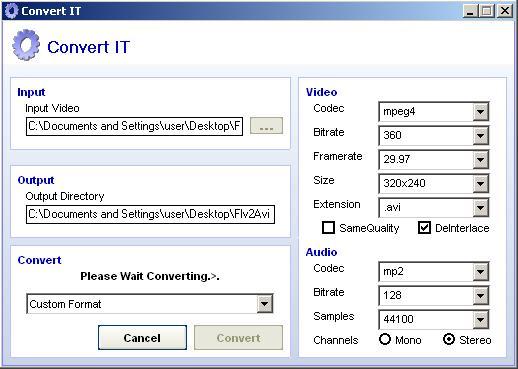 Convert IT
Convert IT
Input
Input Video
C:\Documents and Settings\user\Desktop\F
...
Output
Output Directory
C:\Documents and Settings\user\Desktop\Flv2Avi
Convert
Please Wait Converting.>.
Custom Format
Cancel
Convert
Video
Codec mpeg4
Bitrate 360
Framerate 29.97
Size 320x240
Extension .avi
SameQuality DeInterlace
Audio
Codec mp2
Bitrate 128
Samples 44100
Channels Mono Stereo